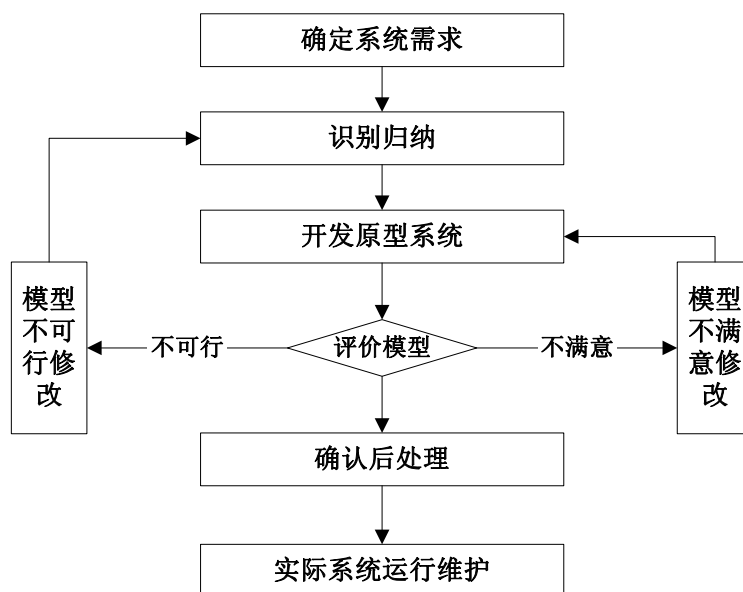 确定系统需求
识别归纳
开发原型系统
模型
不可
行修
改
不可行
评价模型
不满意
模型
不满
意修
改
确认后处理
实际系统运行维护